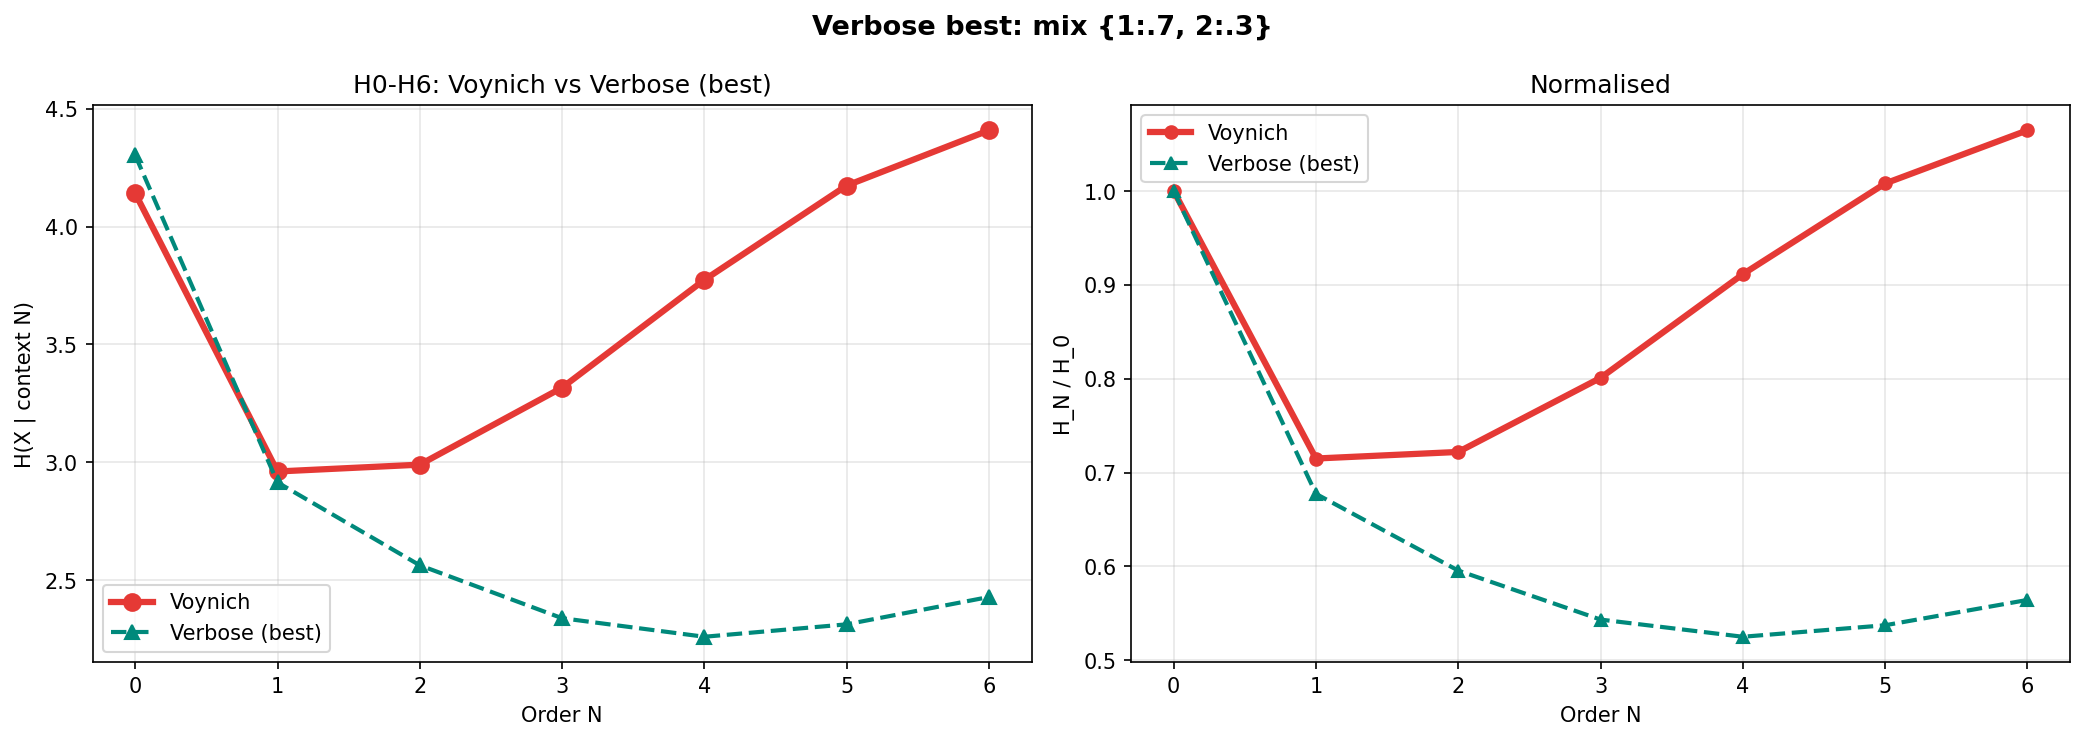 Verbose best: mix {1:.7, 2:.3}
H0-H6: Voynich vs Verbose (best)
H(X | context N)
4.5
4.0
3.5
3.0
2.5
Voynich
Verbose (best)
0 1 2 3 4 5 6
Order N
Normalised
H_N / H_0
Voynich
Verbose (best)
1.0
0.9
0.8
0.7
0.6
0.5
0 1 2 3 4 5 6
Order N